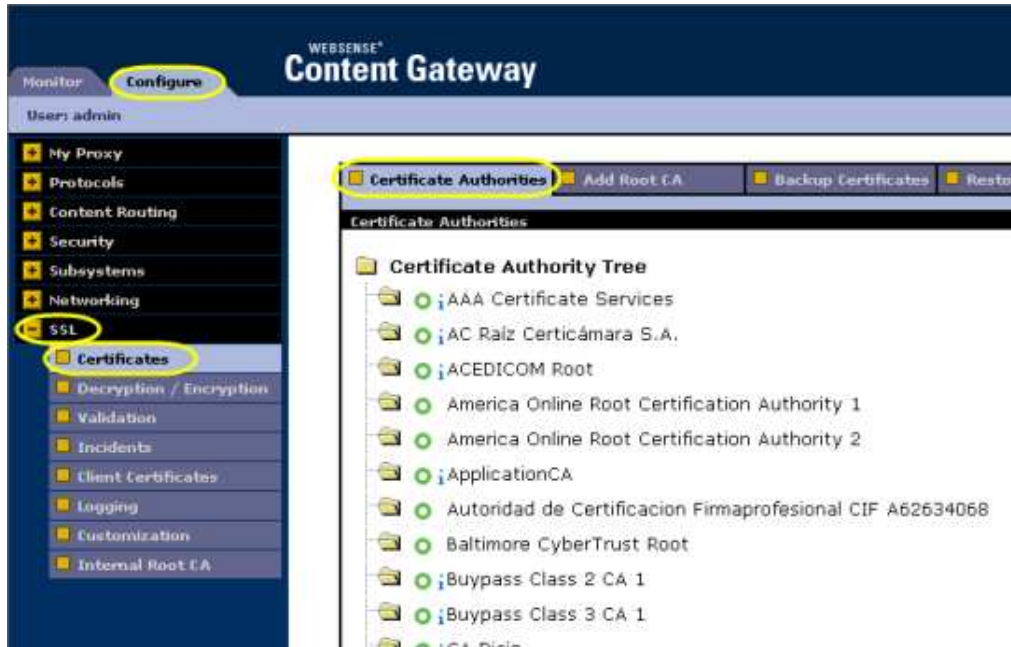 WEBSENSE®
Content Gateway
Monitor
Configure
User: admin
My Proxy
Protocols
Content Routing
Security
Subsystems
Networking
SSL
Certificates
Decryption / Encryption
Validation
Incidents
Client Certificates
Logging
Customization
Internal Root CA
Certificate Authorities
Add Root CA
Backup Certificates
Resto
Certificate Authorities
Certificate Authority Tree
AAA Certificate Services
AC Raíz Certicámara S.A.
ACEDICOM Root
America Online Root Certification Authority 1
America Online Root Certification Authority 2
ApplicationCA
Autoridad de Certificacion Firmaprofesional CIF A62634068
Baltimore CyberTrust Root
Buypass Class 2 CA 1
Buypass Class 3 CA 1